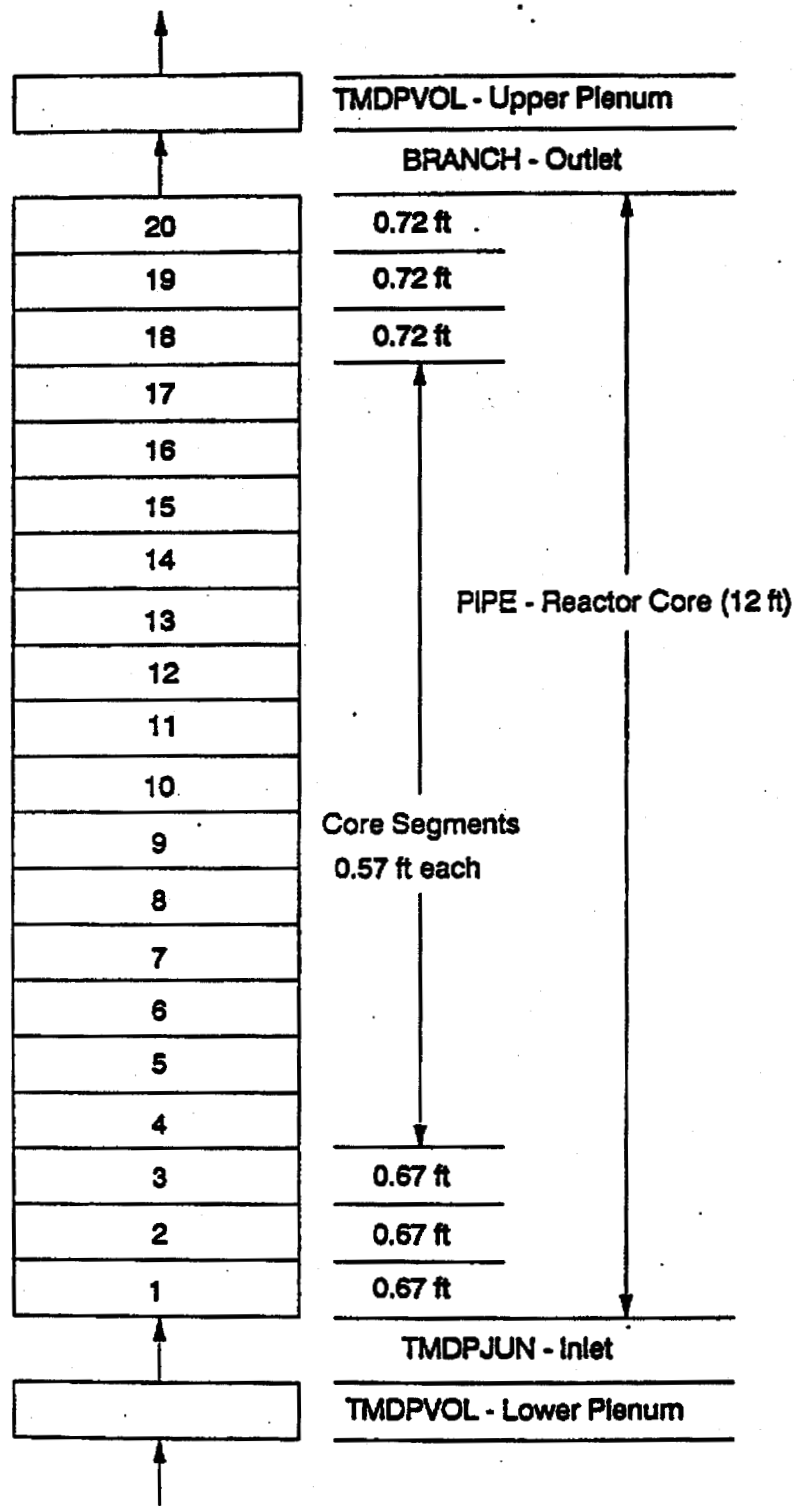 TMDPVOL - Upper Plenum
BRANCH - Outlet
20 0.72 ft
19 0.72 ft
18 0.72 ft
17
16
15
14
13
PIPE - Reactor Core (12 ft)
12
11
10
9
Core Segments
0.57 ft each
8
7
6
5
4
3 0.67 ft
2 0.67 ft
1 0.67 ft
TMDPJUN - Inlet
TMDPVOL - Lower Plenum